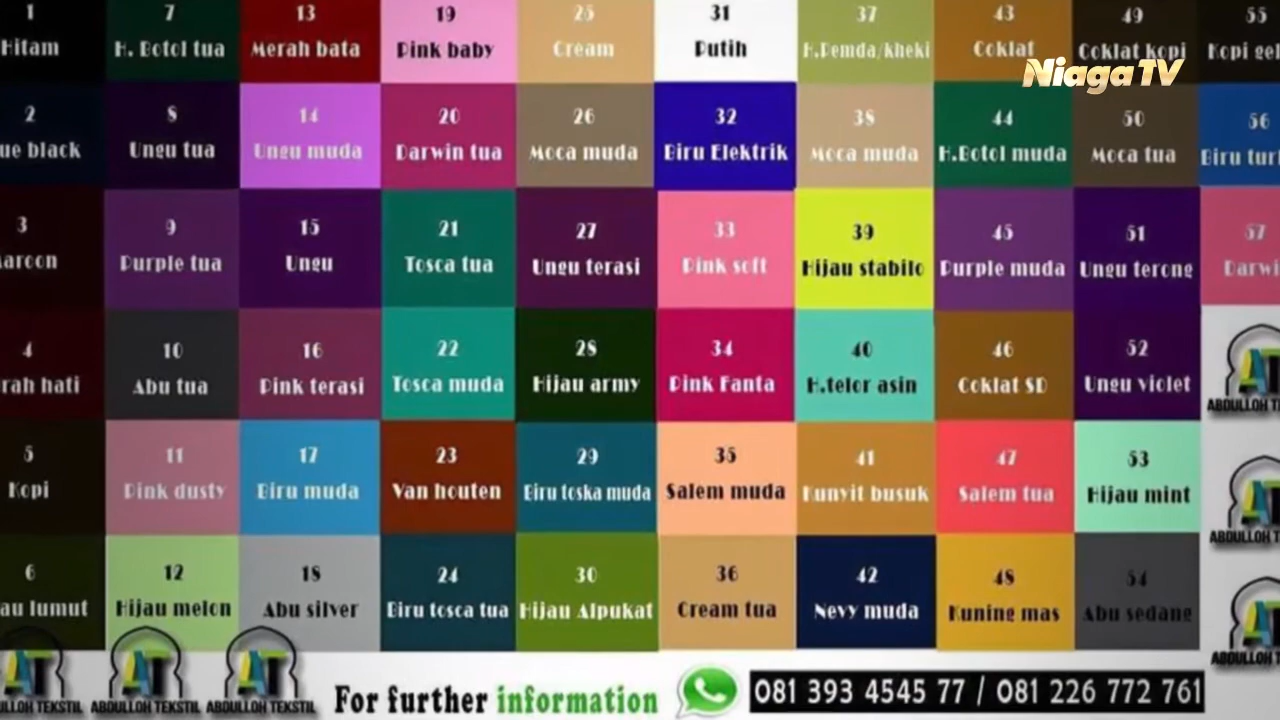 1 7 13 19 25 31 37 43 49 55
Hitam H. Botol tua Merah bata Pink baby Cream Putih H.Pemda/kheki Coklat Coklat kopi Kopi
Niaga TV
2 8 14 20 26 32 38 44 50 56
black Ungu tua Ungu muda Darwin tua Moca muda Biru Elektrik Moca muda H.Botol muda Moca tua Biru
3 9 15 21 27 33 39 45 51 57
Purple tua Ungu Tosca tua Ungu terasi Pink soft Hijau stabilo Purple muda Ungu terong
4 10 16 22 28 34 40 46 52
hati Abu tua Pink terasi Tosca muda Hijau army Pink Fanta H.telor asin Coklat SD Ungu violet
5 11 17 23 29 35 41 47 53
Kopi Pink dusty Biru muda Van houten Biru toska muda Salem muda Kunyit busuk Salem tua Hijau mint
6 12 18 24 30 36 42 48 54
lumut Hijau melon Abu silver Biru tosca tua Hijau Alpukat Cream tua Nevy muda Kuning mas Abu sedang
AT AT AT
TEKSTIL ABDULLOH TEKSTIL ABDULLOH TEKSTIL
For further information 081 393 4545 77 / 081 226 772 761
ABDULLOH
ABDULLOH
ABDULLOH